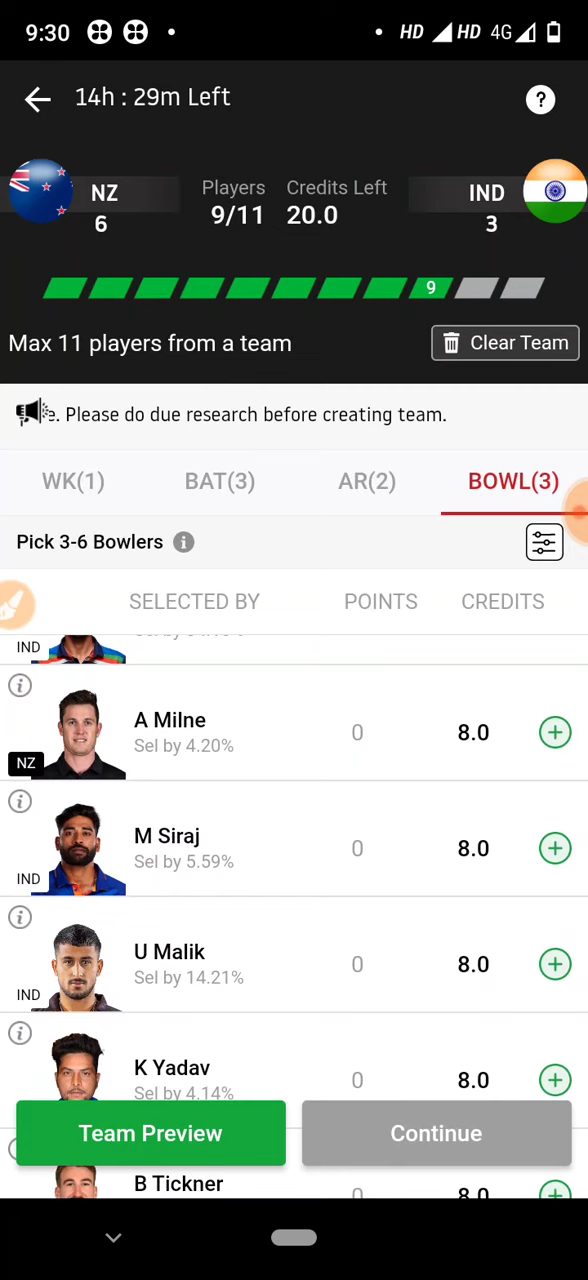 9:30 HD HD 4G
14h : 29m Left ?
NZ Players Credits Left IND
6 9/11 20.0 3
9
Max 11 players from a team Clear Team
e. Please do due research before creating team.
WK(1) BAT(3) AR(2) BOWL(3)
Pick 3-6 Bowlers i
SELECTED BY POINTS CREDITS
IND
i
A Milne
Sel by 4.20% 0 8.0
NZ
i
M Siraj
Sel by 5.59% 0 8.0
IND
i
U Malik
Sel by 14.21% 0 8.0
IND
i
K Yadav
Sel by 4.14% 0 8.0
Team Preview Continue
B Tickner
0 8.0